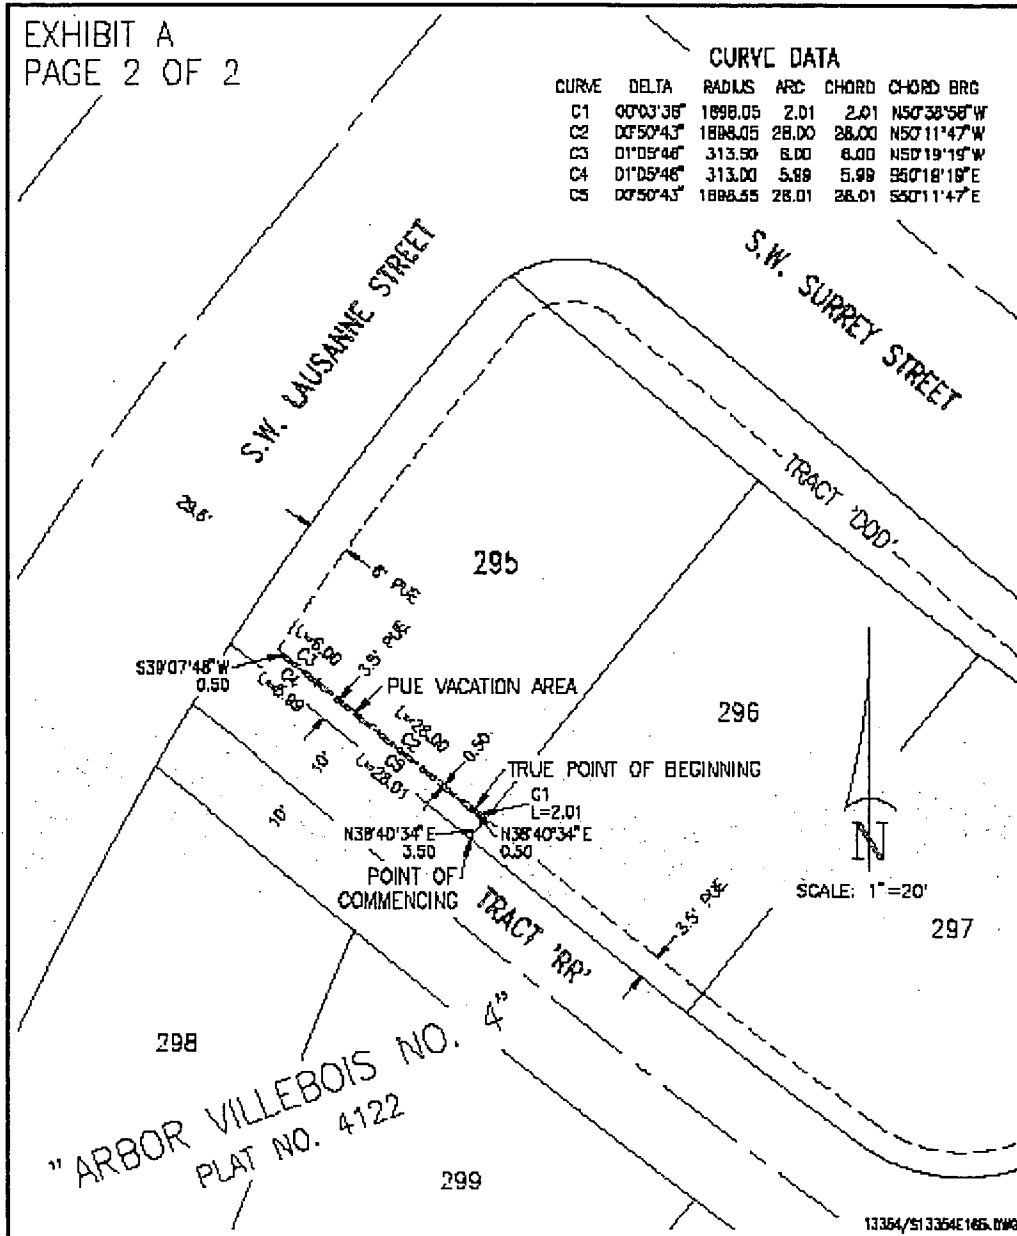 EXHIBIT A
PAGE 2 OF 2
CURVE DATA
CURVE DELTA RADIUS ARC CHORD CHORD BRG
C1 00°03'38" 1898.05 2.01 2.01 N50°38'58"W
C2 00°50'43" 1898.05 28.00 28.00 N50°11'47"W
C3 01°05'46" 313.50 6.00 6.00 N50°19'19"W
C4 01°05'46" 313.00 5.99 5.99 S50°19'19"E
C5 00°50'43" 1898.55 28.01 28.01 S50°11'47"E
S.W. LAUSANNE STREET
S.W. SURREY STREET
TRACT 'DDD'
29.5'
295
6' PUE
L=6.00
C3
3.5' PUE
S39°07'48"W
0.50
C4
L=5.99
PUE VACATION AREA
L=28.00
C2
0.50
C5
L=28.01
296
TRUE POINT OF BEGINNING
C1
L=2.01
N38°40'34"E
3.50
N38°40'34"E
0.50
10'
10'
POINT OF
COMMENCING
N
SCALE: 1"=20'
TRACT 'RR'
3.5' PUE
297
298
"ARBOR VILLEBOIS NO. 4"
PLAT NO. 4122
299